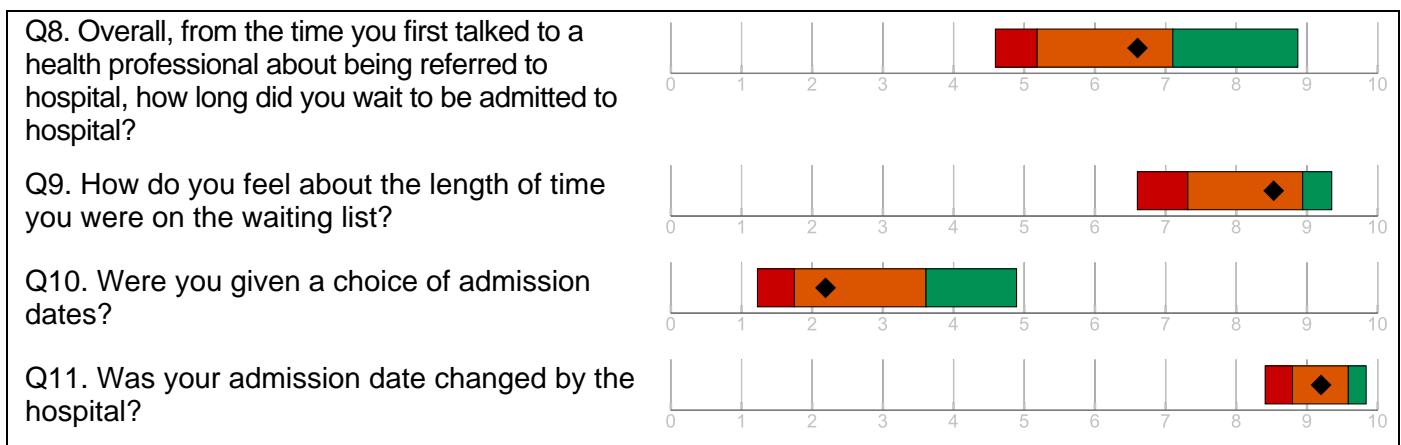 Q8. Overall, from the time you first talked to a
health professional about being referred to
hospital, how long did you wait to be admitted to
hospital?
0 1 2 3 4 5 6 7 8 9 10
Q9. How do you feel about the length of time
you were on the waiting list?
0 1 2 3 4 5 6 7 8 9 10
Q10. Were you given a choice of admission
dates?
0 1 2 3 4 5 6 7 8 9 10
Q11. Was your admission date changed by the
hospital?
0 1 2 3 4 5 6 7 8 9 10